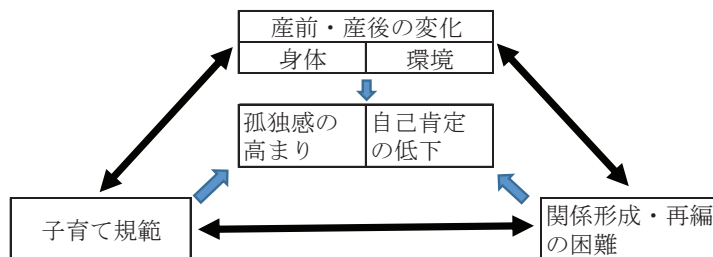 産前・産後の変化
身体
環境
孤独感の
高まり
自己肯定
の低下
子育て規範
関係形成・再編
の困難